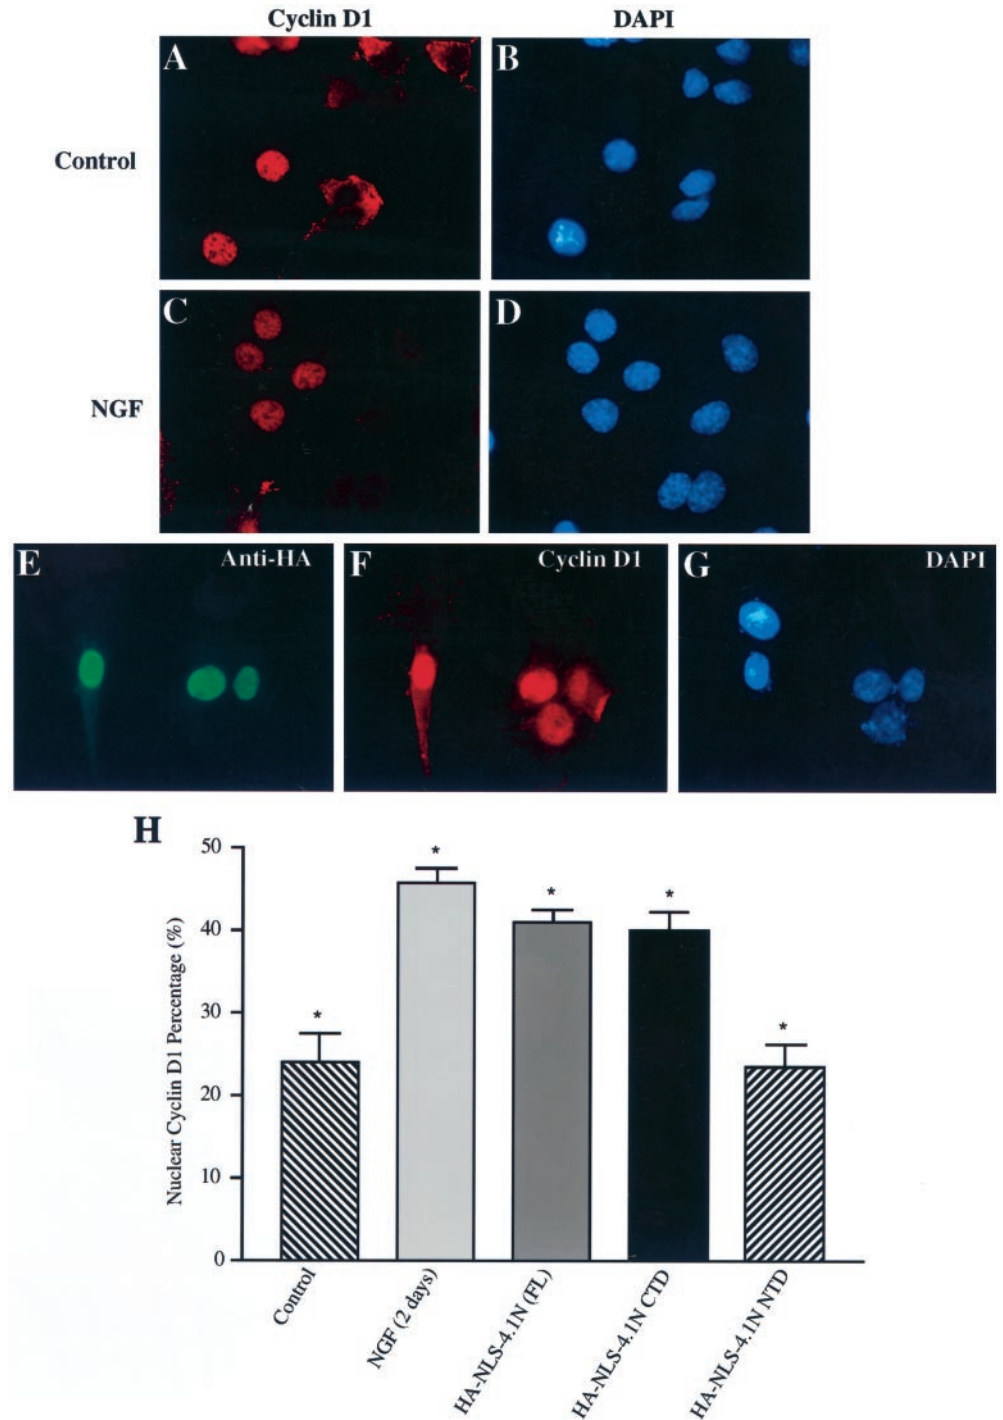 Cyclin D1
DAPI
A
B
Control
C
D
NGF
E
Anti-HA
F
Cyclin D1
G
DAPI
H
50
40
30
20
10
0
Nuclear Cyclin D1 Percentage (%)
*
*
*
*
*
Control
NGF (2 days)
HA-NLS-4.1N (FL)
HA-NLS-4.1N CTD
HA-NLS-4.1N NTD